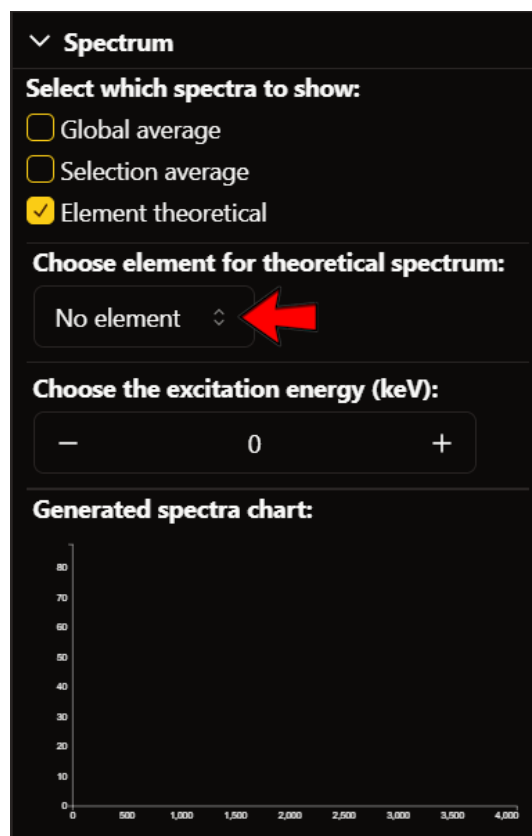 Spectrum
Select which spectra to show:
Global average
Selection average
Element theoretical
Choose element for theoretical spectrum:
No element
Choose the excitation energy (keV):
− 0 +
Generated spectra chart:
80
70
60
50
40
30
20
10
0
0 500 1,000 1,500 2,000 2,500 3,000 3,500 4,000